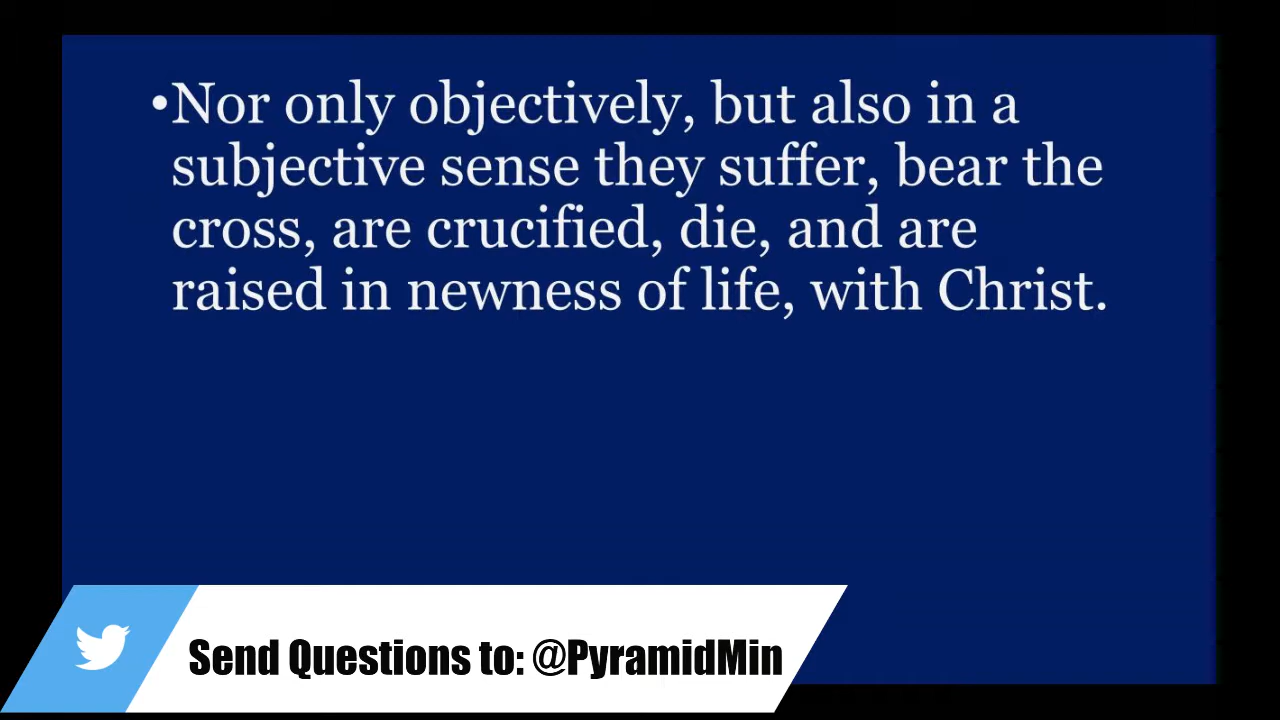 •Nor only objectively, but also in a
subjective sense they suffer, bear the
cross, are crucified, die, and are
raised in newness of life, with Christ.
Send Questions to: @PyramidMin